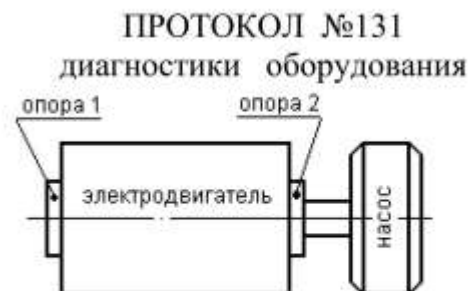 ПРОТОКОЛ №131
диагностики оборудования
опора 1
опора 2
электродвигатель
насос